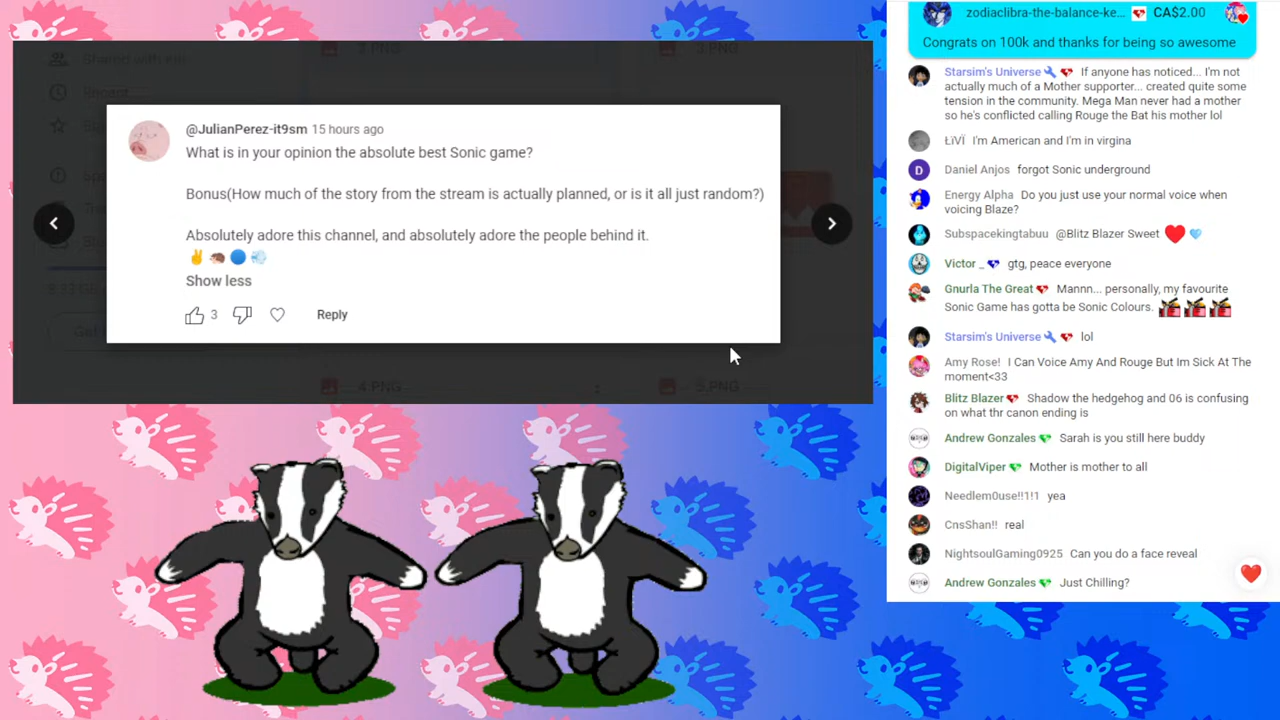 2.PNG
3.PNG
Recent
@JulianPerez-it9sm 15 hours ago
What is in your opinion the absolute best Sonic game?
Bonus(How much of the story from the stream is actually planned, or is it all just random?)
Absolutely adore this channel, and absolutely adore the people behind it.
✌️🦔🔵💨
Show less
3
Reply
4.PNG
5.PNG
zodiaclibra-the-balance-ke... CA$2.00
Congrats on 100k and thanks for being so awesome
Starsim's Universe If anyone has noticed... I'm not
actually much of a Mother supporter... created quite some
tension in the community. Mega Man never had a mother
so he's conflicted calling Rouge the Bat his mother lol
ŁïVÏ I'm American and I'm in virgina
Daniel Anjos forgot Sonic underground
Energy Alpha Do you just use your normal voice when
voicing Blaze?
Subspacekingtabuu @Blitz Blazer Sweet ❤️🩵
Victor _ gtg, peace everyone
Gnurla The Great Mannn... personally, my favourite
Sonic Game has gotta be Sonic Colours.
Starsim's Universe lol
Amy Rose! I Can Voice Amy And Rouge But Im Sick At The
moment<33
Blitz Blazer Shadow the hedgehog and 06 is confusing
on what thr canon ending is
Andrew Gonzales Sarah is you still here buddy
DigitalViper Mother is mother to all
Needlem0use!!1!1 yea
CnsShan!! real
NightsoulGaming0925 Can you do a face reveal
Andrew Gonzales Just Chilling?